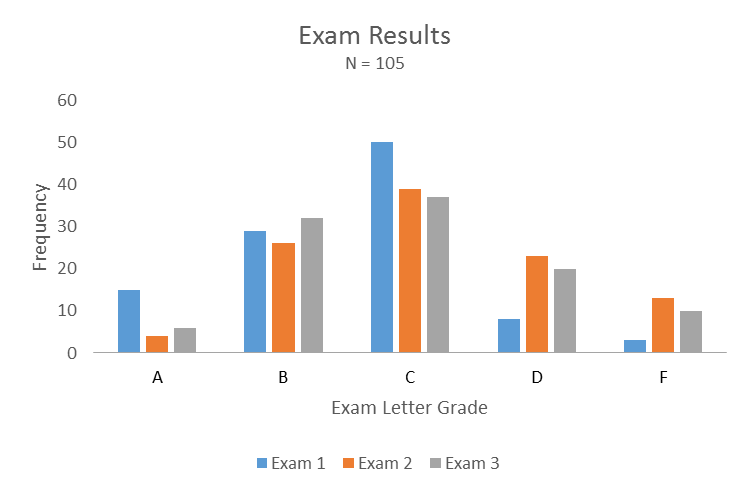 Exam Results
N = 105
60
50
40
30
20
10
0
Frequency
A B C D F
Exam Letter Grade
Exam 1 Exam 2 Exam 3